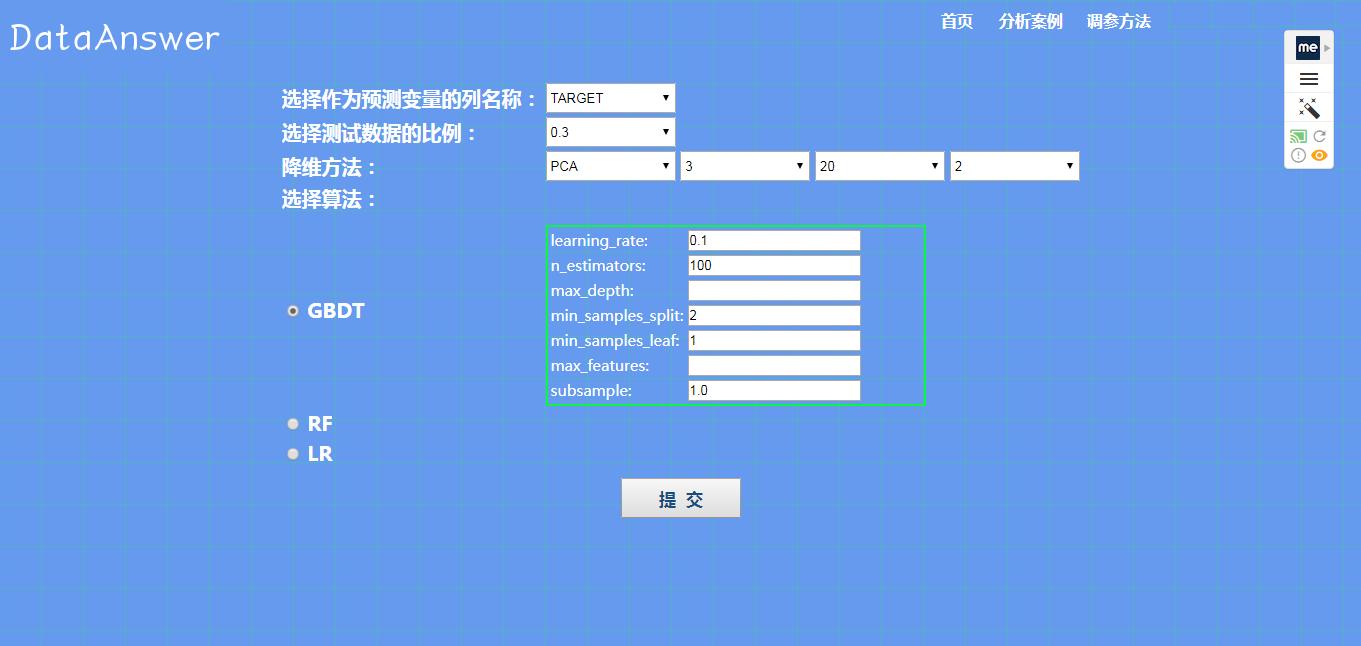 DataAnswer
首页 分析案例 调参方法
me
选择作为预测变量的列名称： TARGET
选择测试数据的比例： 0.3
降维方法： PCA 3 20 2
选择算法：
learning_rate: 0.1
n_estimators: 100
max_depth:
GBDT
min_samples_split: 2
min_samples_leaf: 1
max_features:
subsample: 1.0
RF
LR
提 交